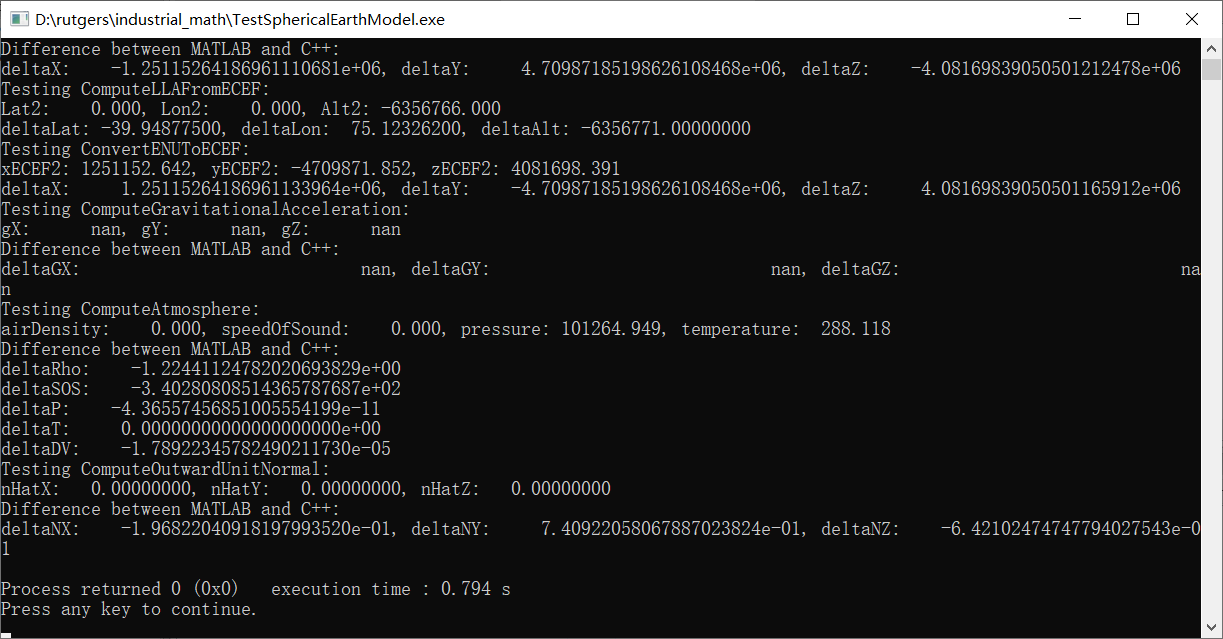 D:\rutgers\industrial_math\TestSphericalEarthModel.exe
Difference between MATLAB and C++:
deltaX:    -1.25115264186961110681e+06, deltaY:     4.70987185198626108468e+06, deltaZ:    -4.08169839050501212478e+06
Testing ComputeLLAFromECEF:
Lat2:    0.000, Lon2:    0.000, Alt2: -6356766.000
deltaLat: -39.94877500, deltaLon:  75.12326200, deltaAlt: -6356771.00000000
Testing ConvertENUToECEF:
xECEF2: 1251152.642, yECEF2: -4709871.852, zECEF2: 4081698.391
deltaX:     1.25115264186961133964e+06, deltaY:    -4.70987185198626108468e+06, deltaZ:     4.08169839050501165912e+06
Testing ComputeGravitationalAcceleration:
gX:      nan, gY:      nan, gZ:      nan
Difference between MATLAB and C++:
deltaGX:                            nan, deltaGY:                            nan, deltaGZ:                            na
n
Testing ComputeAtmosphere:
airDensity:    0.000, speedOfSound:    0.000, pressure: 101264.949, temperature:  288.118
Difference between MATLAB and C++:
deltaRho:    -1.22441124782020693829e+00
deltaSOS:    -3.40280808514365787687e+02
deltaP:    -4.36557456851005554199e-11
deltaT:     0.00000000000000000000e+00
deltaDV:    -1.78922345782490211730e-05
Testing ComputeOutwardUnitNormal:
nHatX:   0.00000000, nHatY:   0.00000000, nHatZ:   0.00000000
Difference between MATLAB and C++:
deltaNX:    -1.96822040918197993520e-01, deltaNY:     7.40922058067887023824e-01, deltaNZ:    -6.42102474747794027543e-0
1
Process returned 0 (0x0)   execution time : 0.794 s
Press any key to continue.